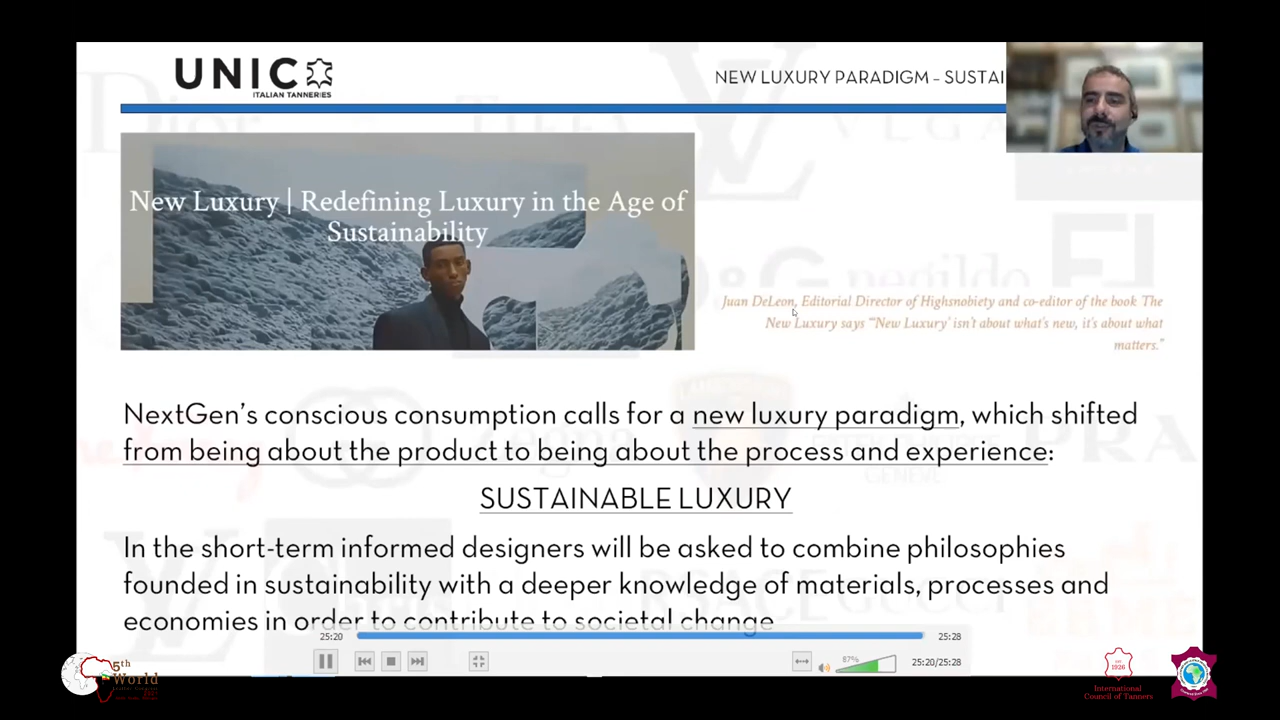 UNIC
ITALIAN TANNERIES
NEW LUXURY PARADIGM – SUSTAI
New Luxury | Redefining Luxury in the Age of
Sustainability
Juan DeLeon, Editorial Director of Highsnobiety and co-editor of the book The
New Luxury says “'New Luxury' isn't about what's new, it's about what
matters.”
NextGen's conscious consumption calls for a new luxury paradigm, which shifted
from being about the product to being about the process and experience:
SUSTAINABLE LUXURY
In the short-term informed designers will be asked to combine philosophies
founded in sustainability with a deeper knowledge of materials, processes and
economies in order to contribute to societal change
25:20
25:28
87%
25:20/25:28
5th
World
International
Council of Tanners
1926